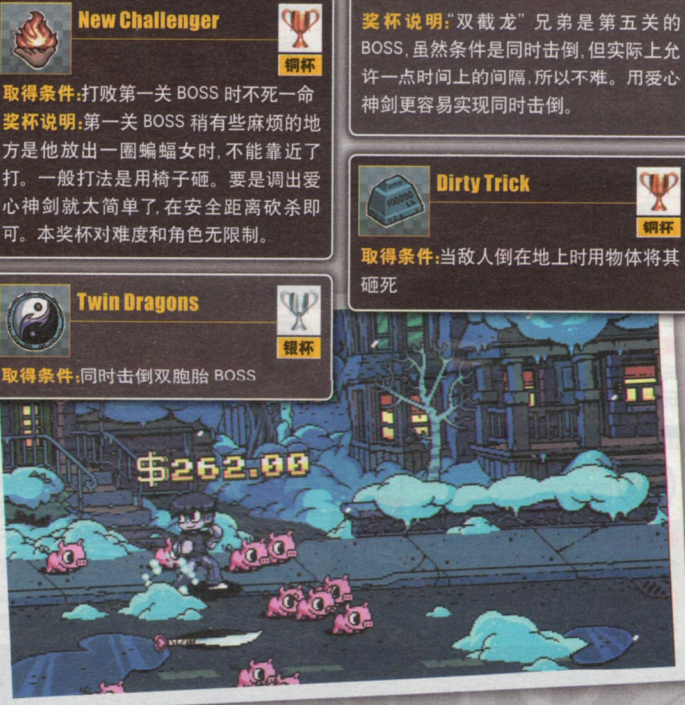 New Challenger
铜杯
取得条件:打败第一关 BOSS 时不死一命
奖杯说明:第一关 BOSS 稍有些麻烦的地
方是他放出一圈蝙蝠女时,不能靠近了
打。一般打法是用椅子砸。要是调出爱
心神剑就太简单了,在安全距离砍杀即
可。本奖杯对难度和角色无限制。
Twin Dragons
银杯
取得条件:同时击倒双胞胎 BOSS
奖杯说明:“双截龙”兄弟是第五关的
BOSS,虽然条件是同时击倒,但实际上允
许一点时间上的间隔,所以不难。用爱心
神剑更容易实现同时击倒。
Dirty Trick
铜杯
取得条件:当敌人倒在地上时用物体将其
砸死
$262.00